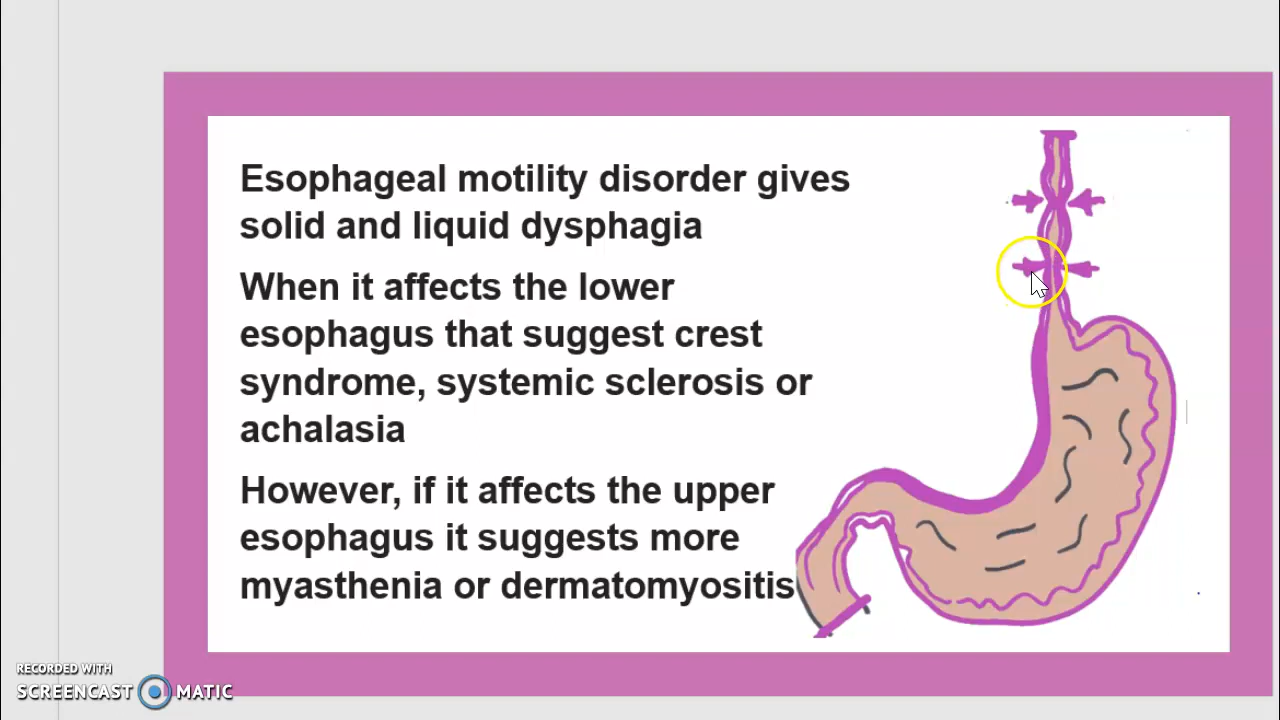 Esophageal motility disorder gives
solid and liquid dysphagia
When it affects the lower
esophagus that suggest crest
syndrome, systemic sclerosis or
achalasia
However, if it affects the upper
esophagus it suggests more
myasthenia or dermatomyositis
RECORDED WITH
SCREENCAST MATIC